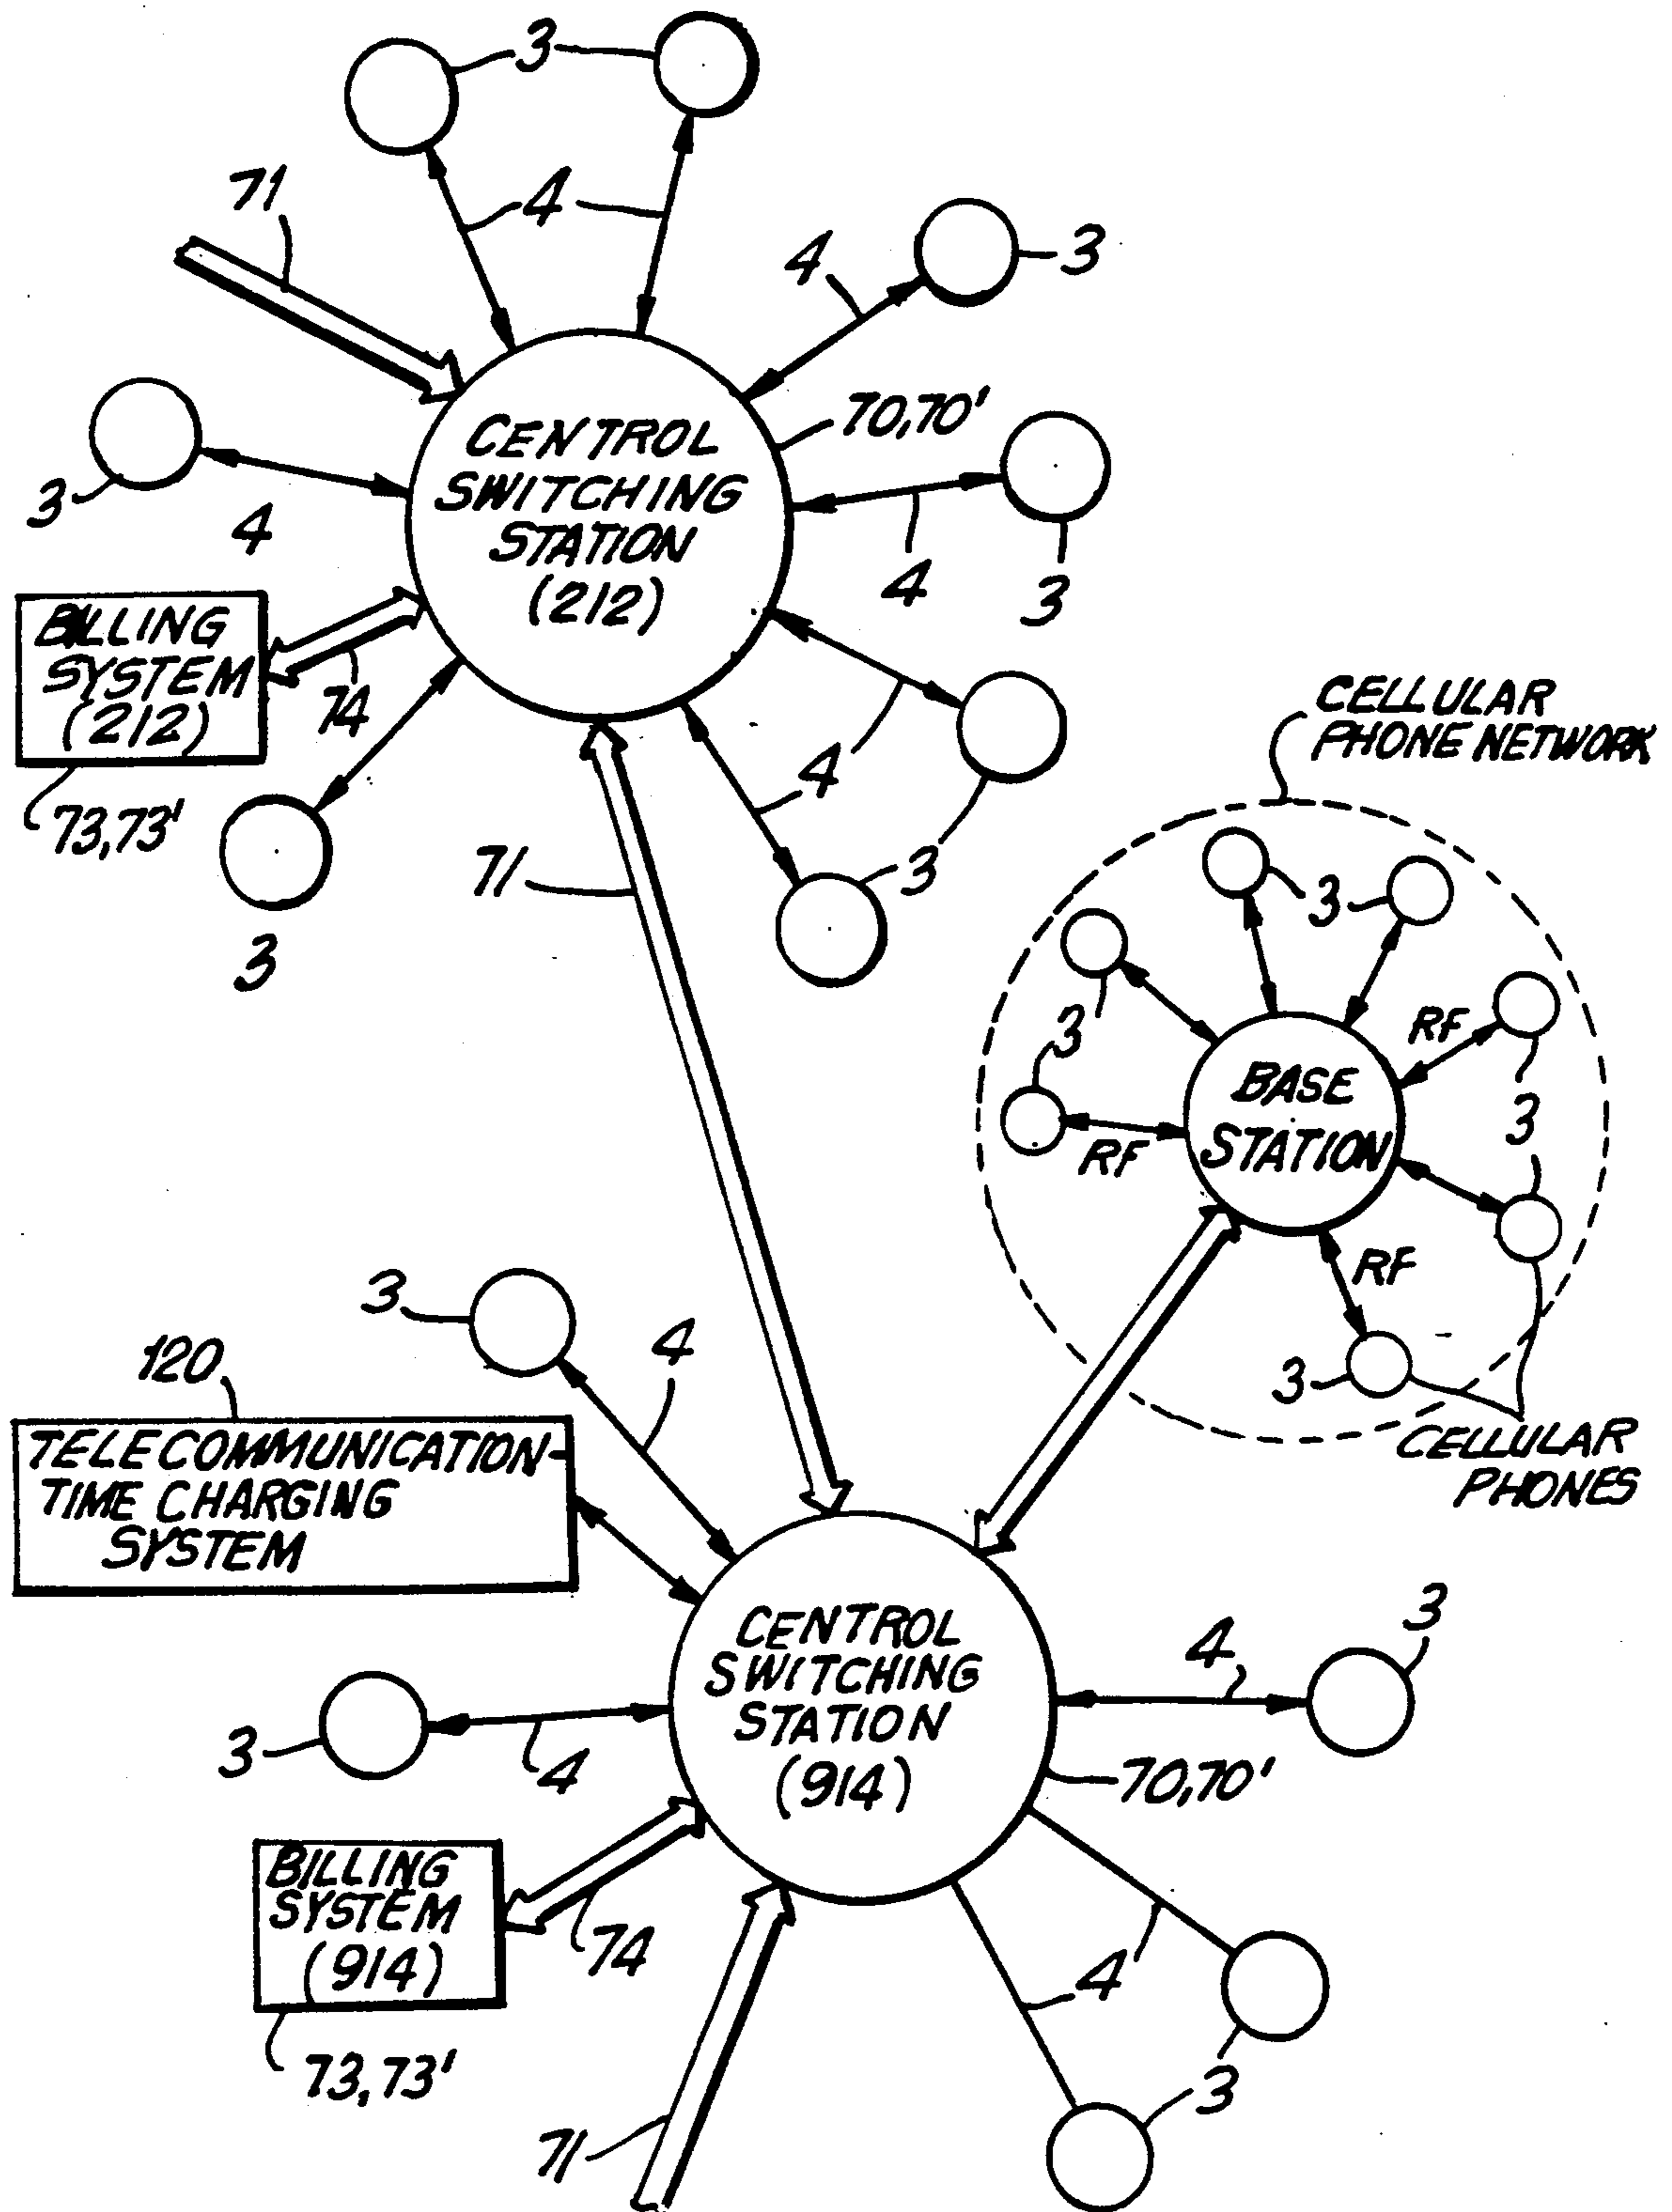 3
71
4
4
3
70,70'
CENTROL
SWITCHING
STATION
(212)
3
4
4
3
BILLING
SYSTEM
(212)
74
73,73'
3
4
3
71
CELLULAR
PHONE NETWORK
3
3
RF
3
BASE
STATION
RF
RF
3
CELLULAR
PHONES
3
4
120
TELECOMMUNICATION-
TIME CHARGING
SYSTEM
CENTROL
SWITCHING
STATION
(914)
4
3
3
4
70,70'
BILLING
SYSTEM
(914)
74
73,73'
4
3
71